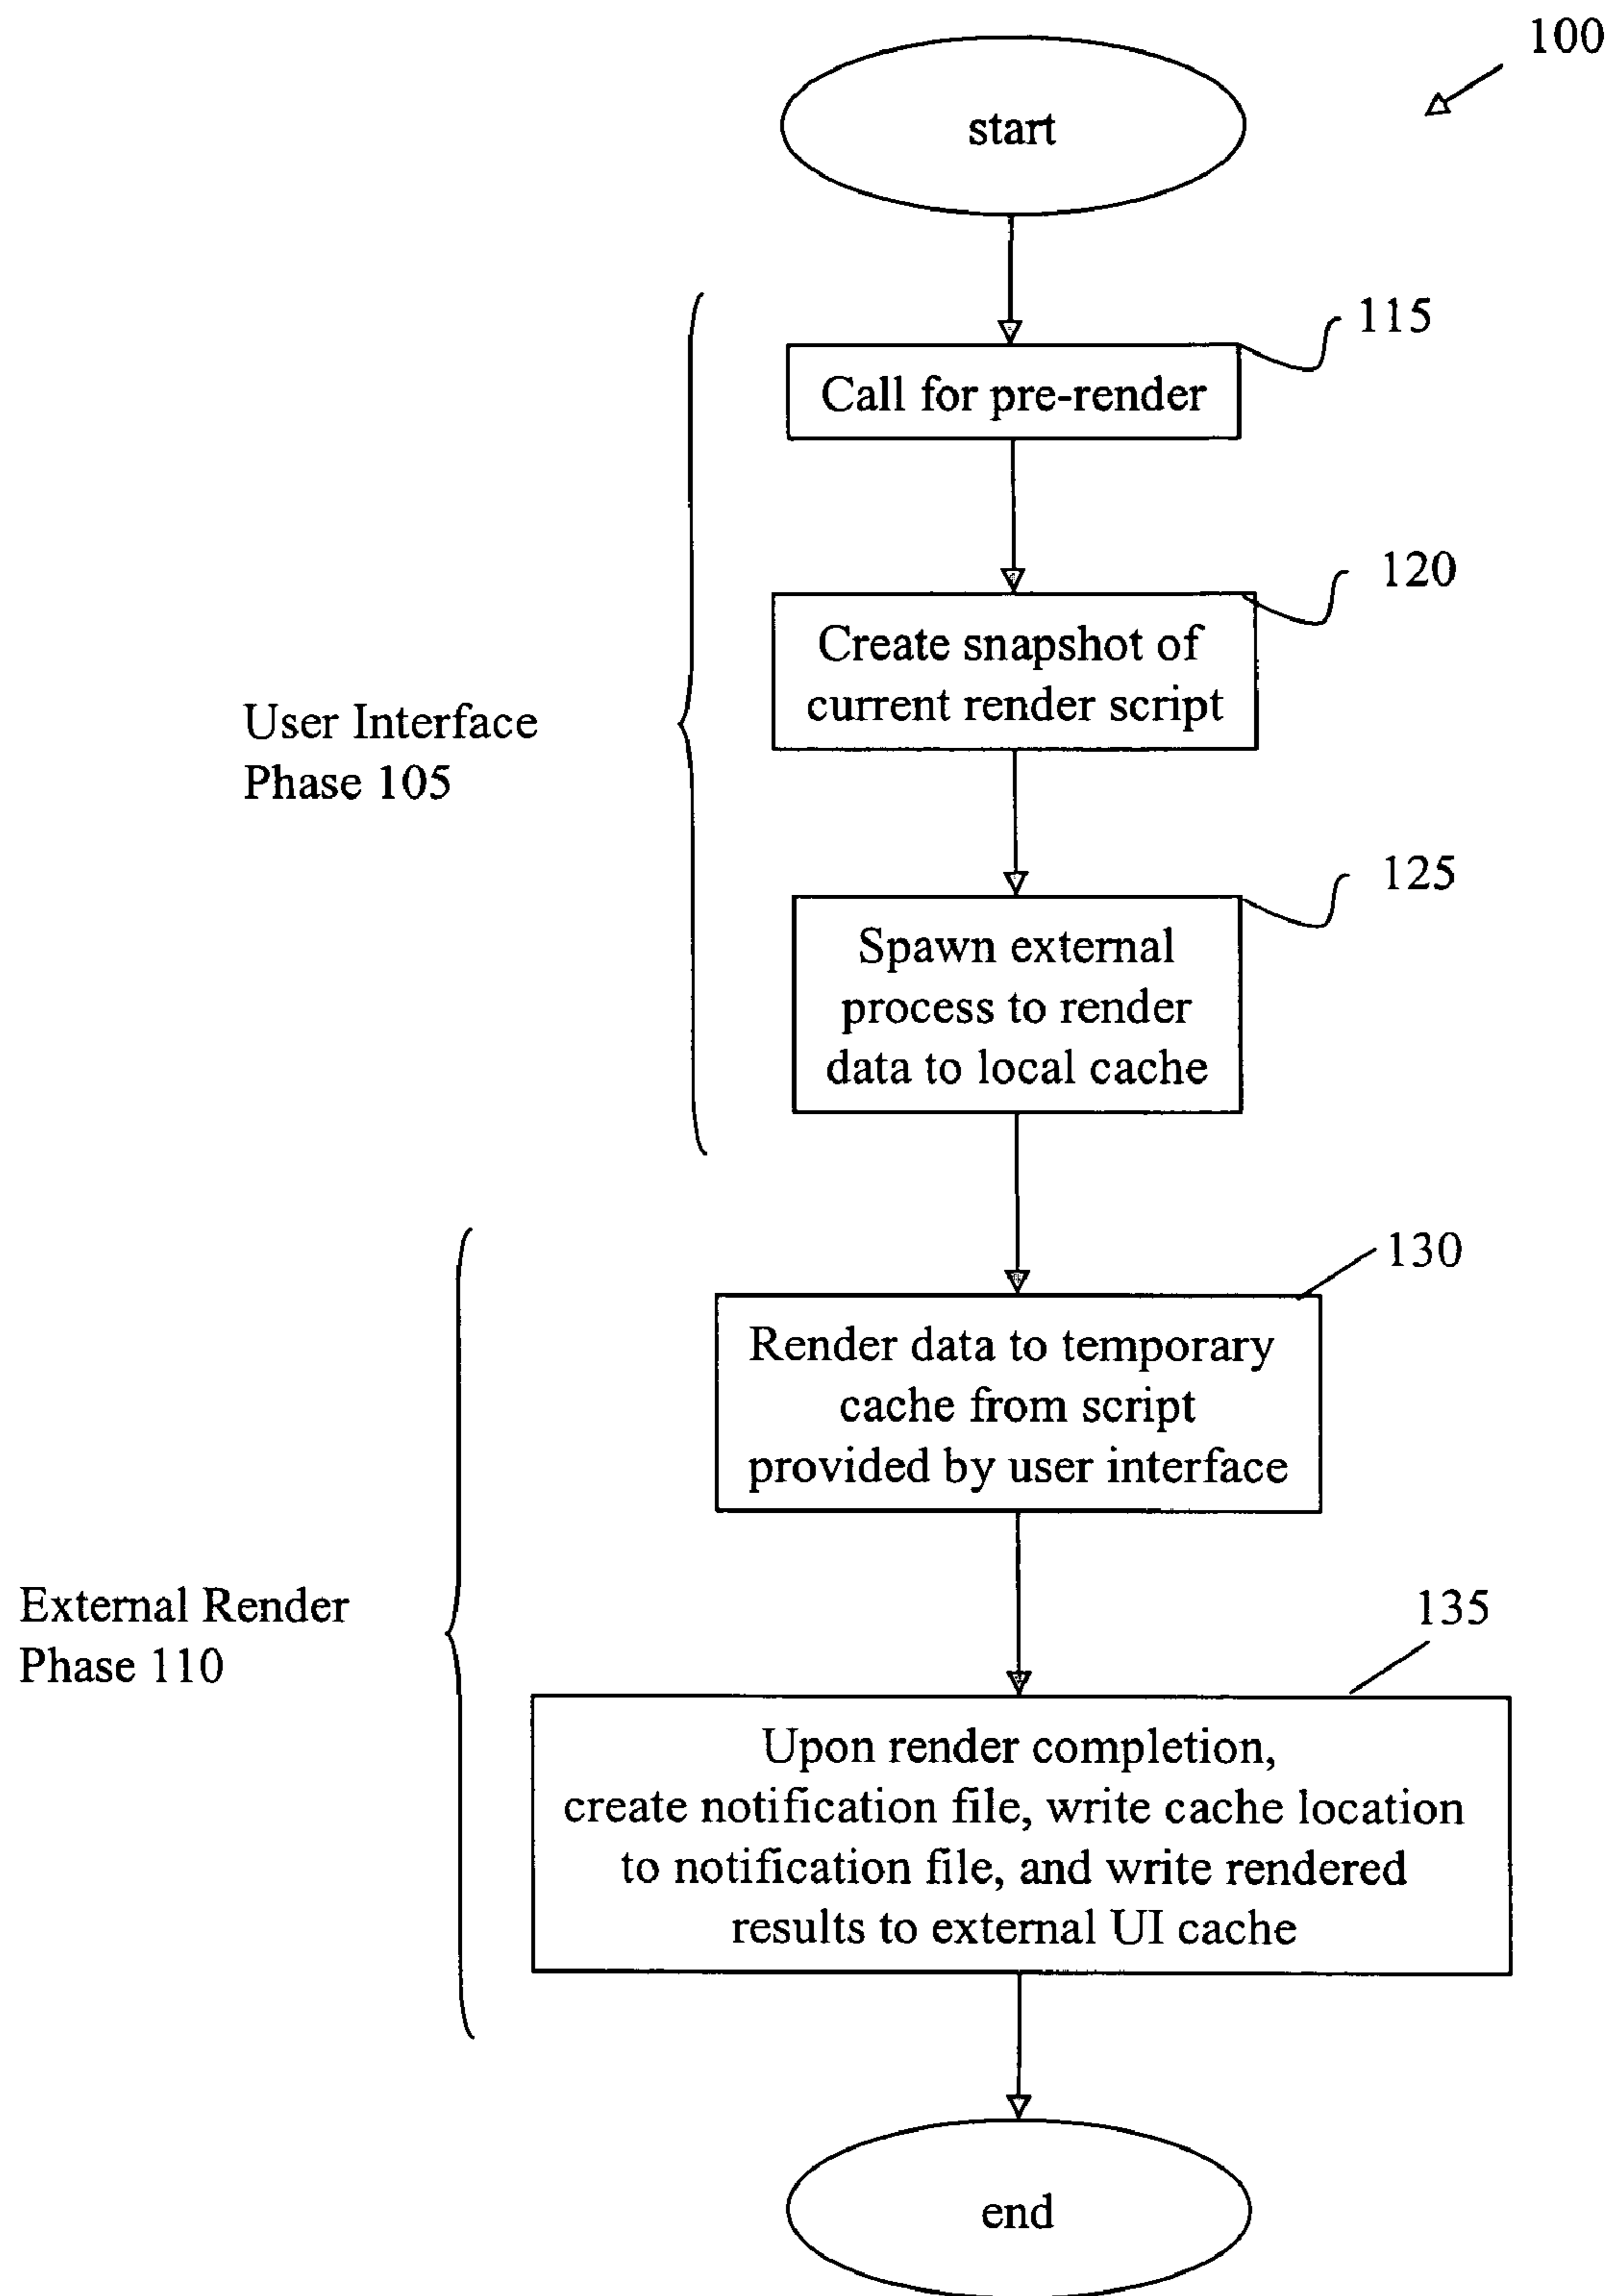 100
start
115
Call for pre-render
120
Create snapshot of
current render script
User Interface
Phase 105
125
Spawn external
process to render
data to local cache
130
Render data to temporary
cache from script
provided by user interface
External Render
Phase 110
135
Upon render completion,
create notification file, write cache location
to notification file, and write rendered
results to external UI cache
end